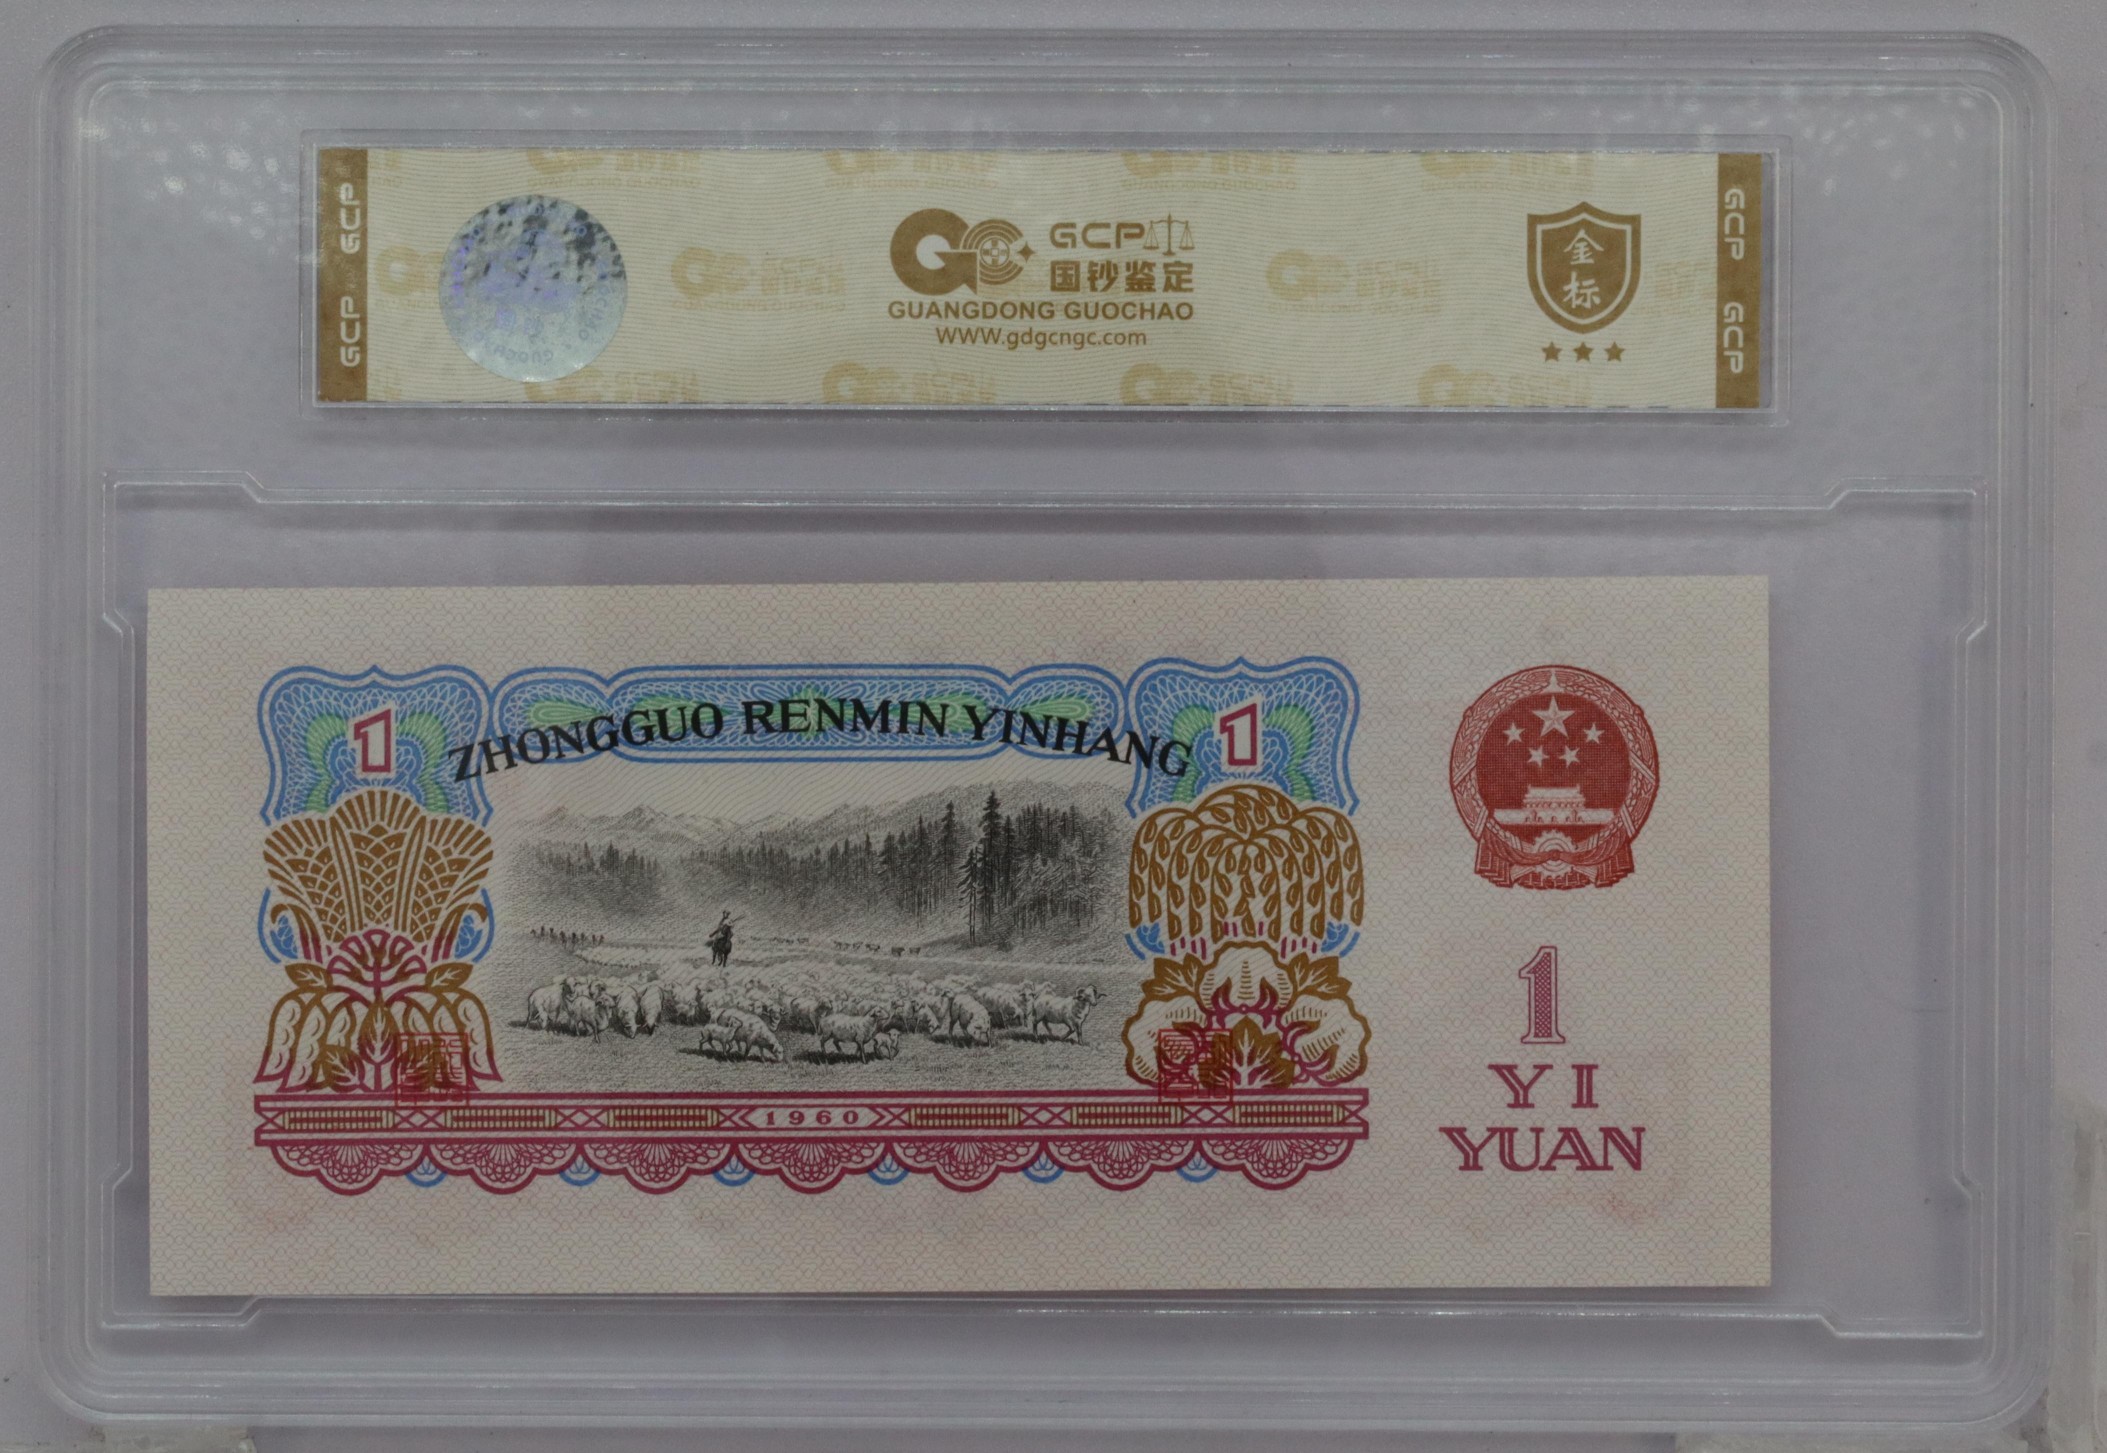 GCP GCP
GCP
国钞鉴定
GUANGDONG GUOCHAO
WWW.gdgcngc.com
金标
GCP GCP
1
ZHONGGUO RENMIN YINHANG
1
1960
1
YI
YUAN